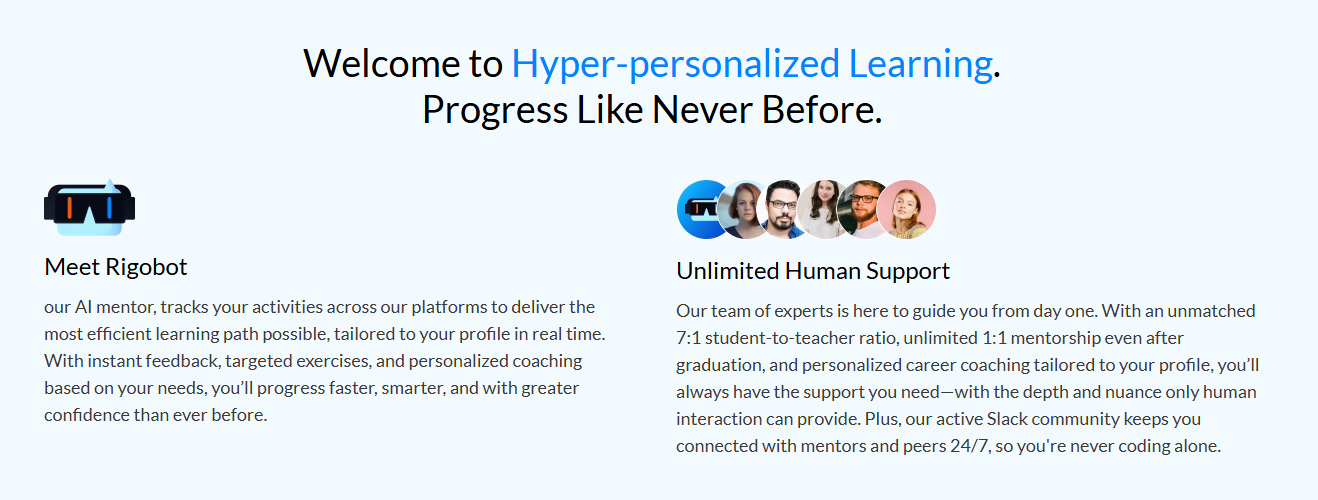 Welcome to Hyper-personalized Learning.
Progress Like Never Before.
Meet Rigobot
our AI mentor, tracks your activities across our platforms to deliver the
most efficient learning path possible, tailored to your profile in real time.
With instant feedback, targeted exercises, and personalized coaching
based on your needs, you’ll progress faster, smarter, and with greater
confidence than ever before.
Unlimited Human Support
Our team of experts is here to guide you from day one. With an unmatched
7:1 student-to-teacher ratio, unlimited 1:1 mentorship even after
graduation, and personalized career coaching tailored to your profile, you’ll
always have the support you need—with the depth and nuance only human
interaction can provide. Plus, our active Slack community keeps you
connected with mentors and peers 24/7, so you're never coding alone.